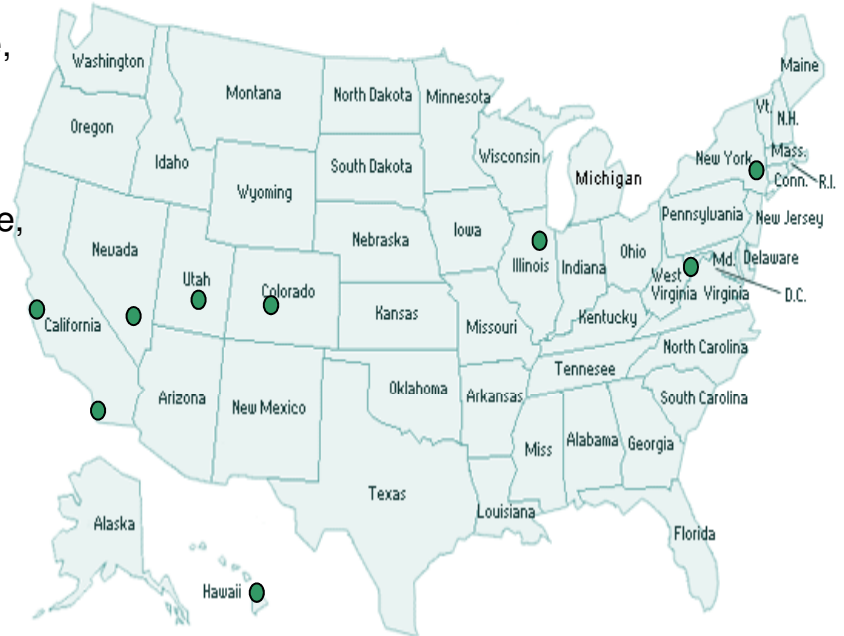 ,
e,
Washington
Montana
North Dakota
Minnesota
Maine
Oregon
Idaho
South Dakota
Wisconsin
Michigan
New York
Vt.
N.H.
Mass.
Conn.
R.I.
Wyoming
Nevada
Utah
Colorado
Nebraska
Iowa
Illinois
Indiana
Ohio
Pennsylvania
New Jersey
Md.
Delaware
West
Virginia
Virginia
D.C.
California
Kansas
Missouri
Kentucky
Arizona
New Mexico
Oklahoma
Arkansas
Tennesee
North Carolina
South Carolina
Texas
Louisiana
Miss
Alabama
Georgia
Florida
Alaska
Hawaii